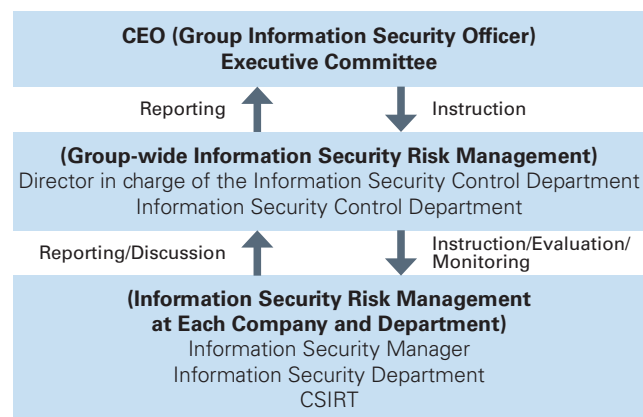 CEO (Group Information Security Officer)
Executive Committee
Reporting
Instruction
(Group-wide Information Security Risk Management)
Director in charge of the Information Security Control Department
Information Security Control Department
Reporting/Discussion
Instruction/Evaluation/
Monitoring
(Information Security Risk Management
at Each Company and Department)
Information Security Manager
Information Security Department
CSIRT